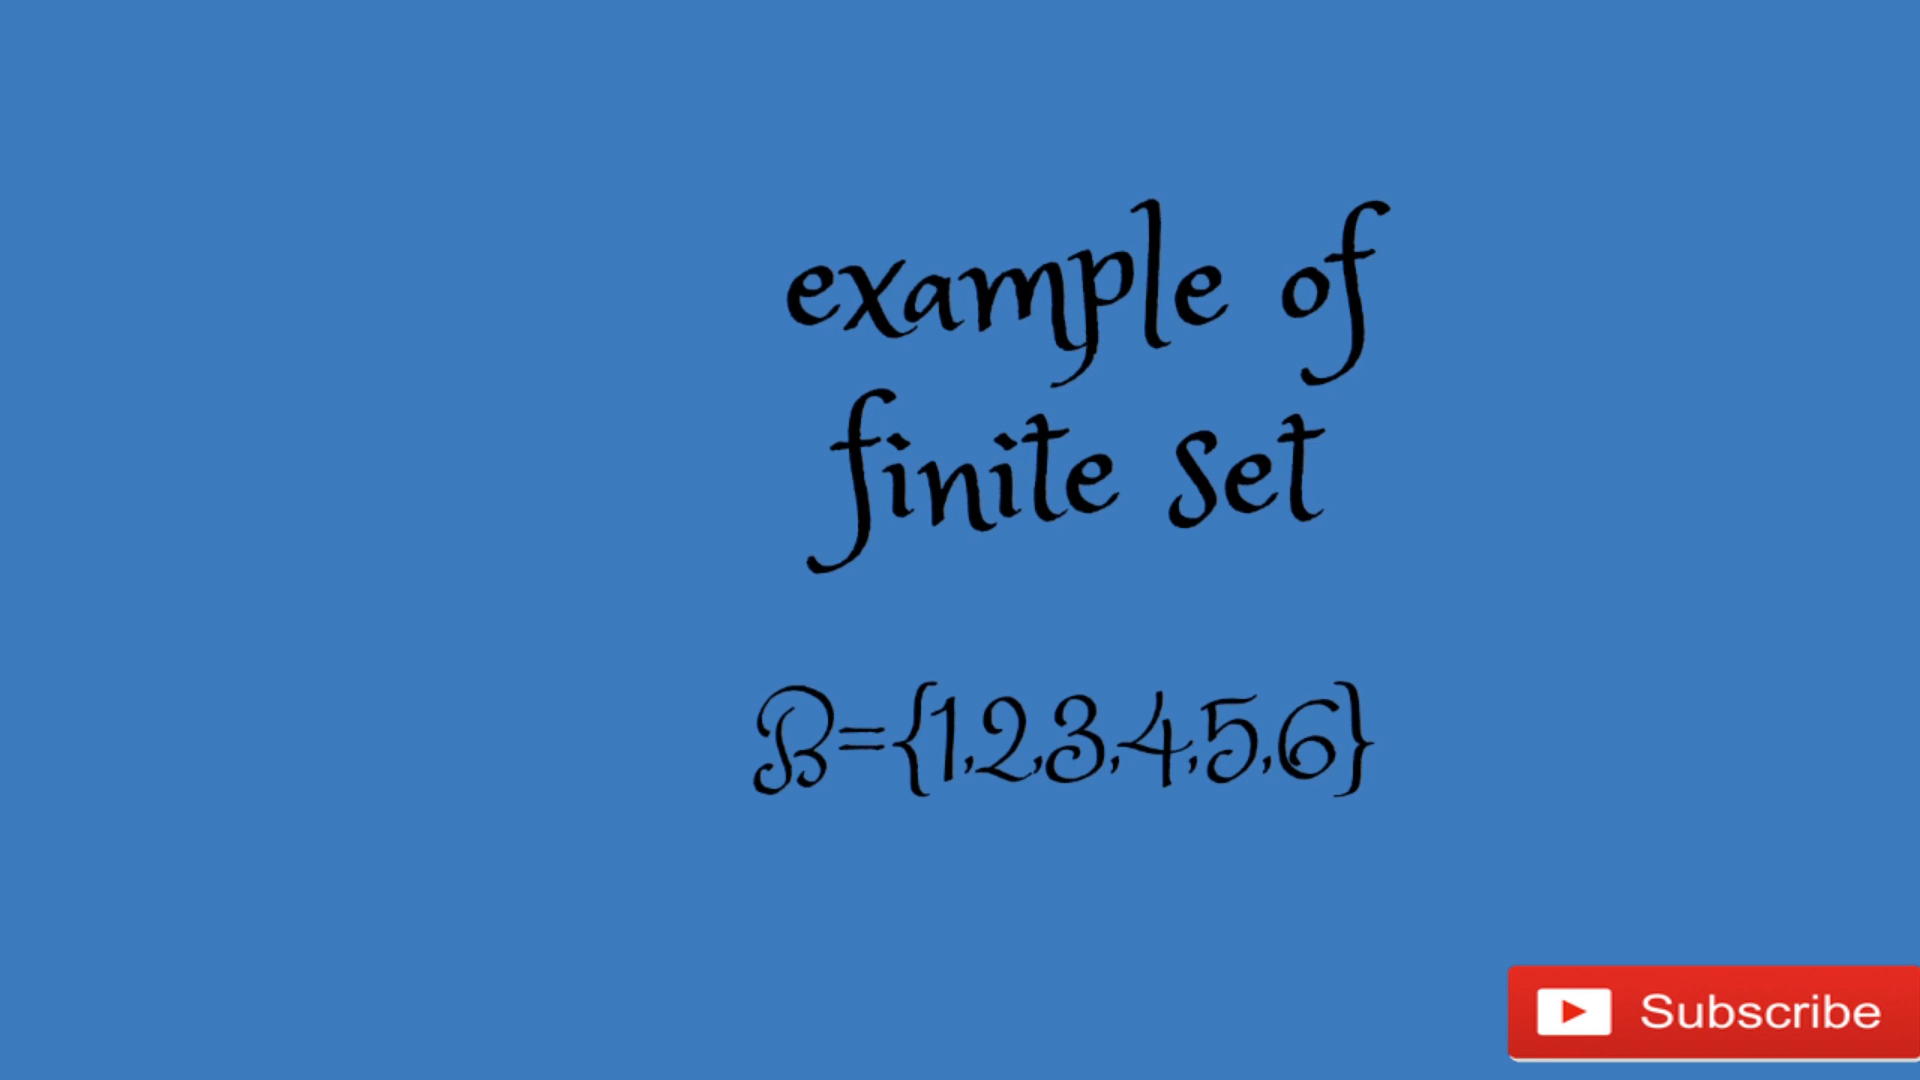 example of
finite set
B={1,2,3,4,5,6}
Subscribe